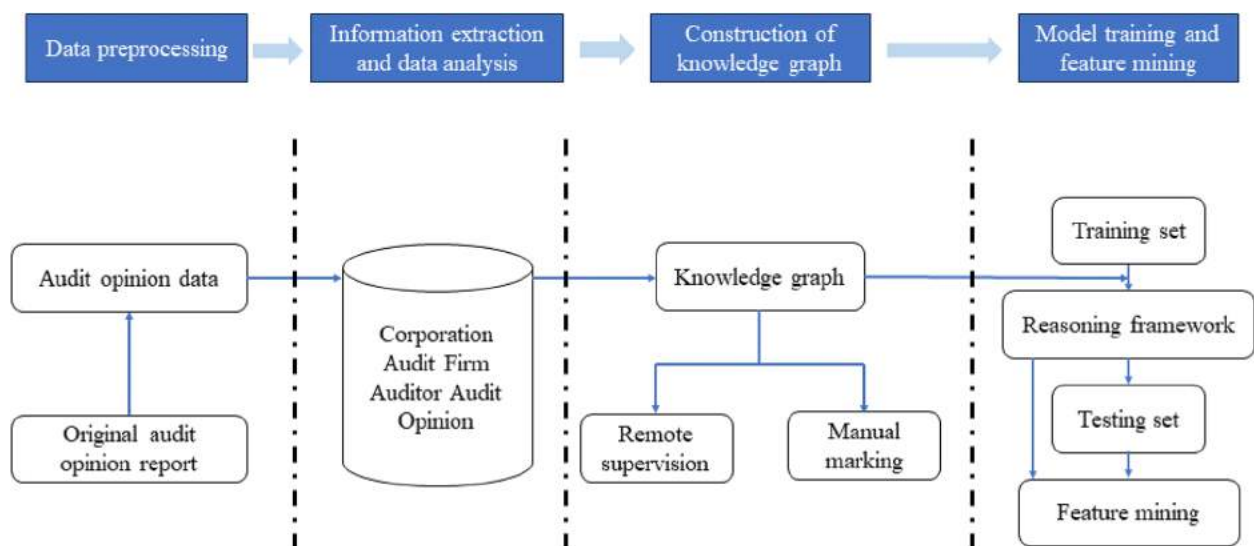 Data preprocessing
Information extraction
and data analysis
Construction of
knowledge graph
Model training and
feature mining
Audit opinion data
Original audit
opinion report
Corporation
Audit Firm
Auditor Audit
Opinion
Knowledge graph
Remote
supervision
Manual
marking
Training set
Reasoning framework
Testing set
Feature mining